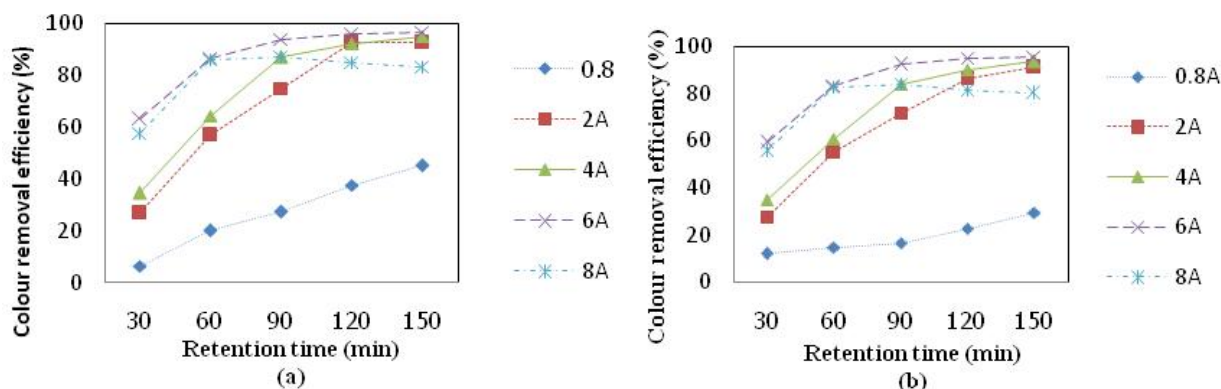 Colour removal efficiency (%)
100
80
60
40
20
0
30 60 90 120 150
Retention time (min)
(a)
0.8
2A
4A
6A
8A
Colour removal efficiency (%)
100
80
60
40
20
0
30 60 90 120 150
Retention time (min)
(b)
0.8A
2A
4A
6A
8A